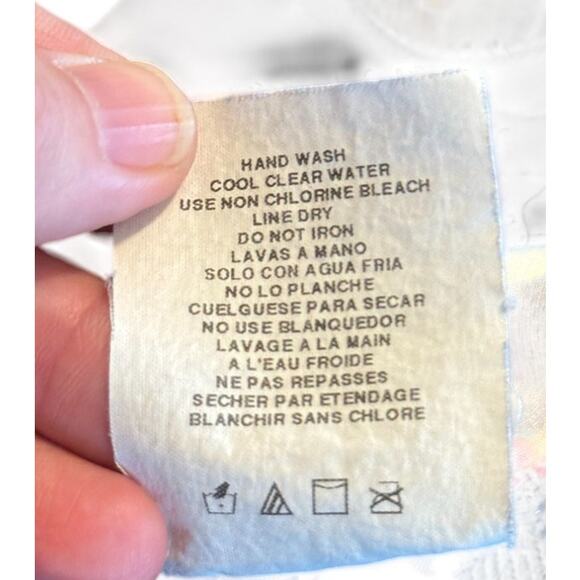 HAND WASH
COOL CLEAR WATER
USE NON CHLORINE BLEACH
LINE DRY
DO NOT IRON
LAVAS A MANO
SOLO CON AGUA FRIA
NO LO PLANCHE
CUELGUESE PARA SECAR
NO USE BLANQUEDOR
LAVAGE A LA MAIN
A L'EAU FROIDE
NE PAS REPASSES
SECHER PAR ETENDAGE
BLANCHIR SANS CHLORE